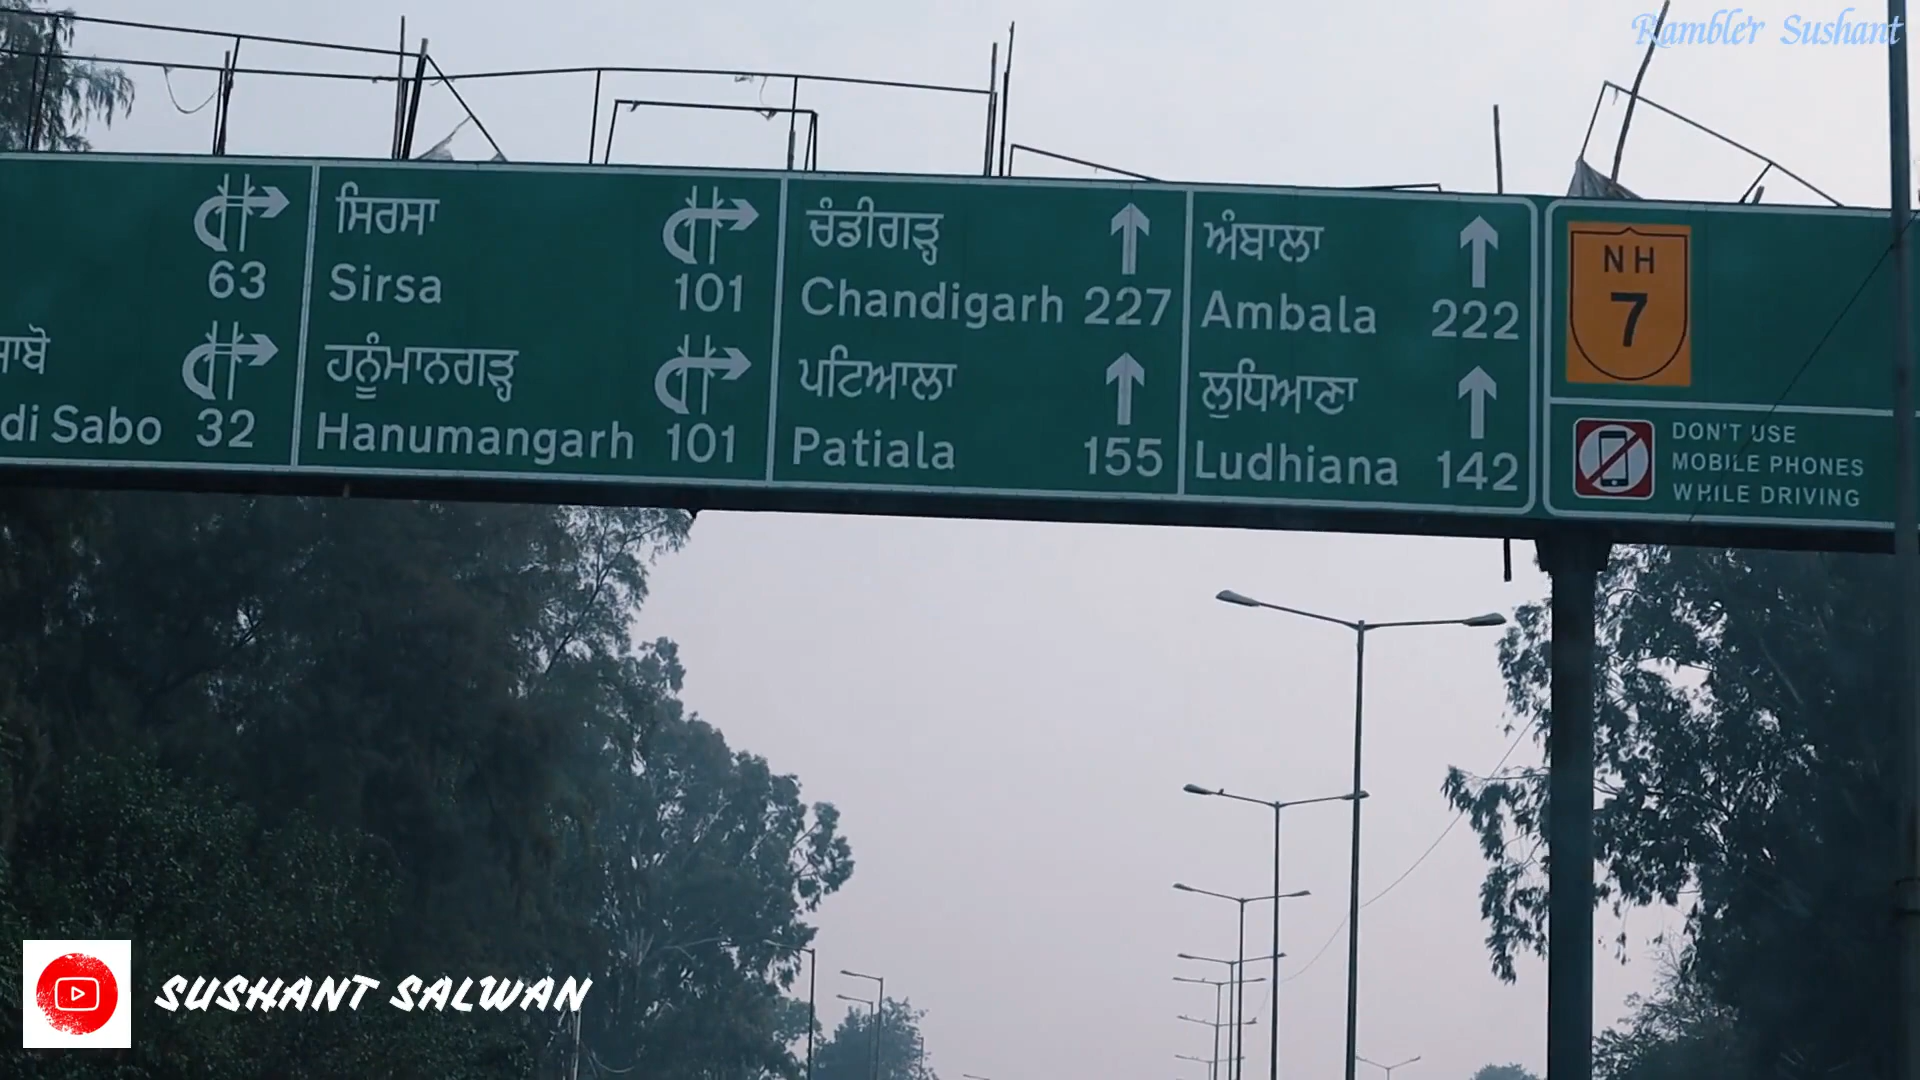 Rambler Sushant
63
ਸਾਬੋ
di Sabo 32
ਸਿਰਸਾ
Sirsa 101
ਹਨੂੰਮਾਨਗੜ੍ਹ
Hanumangarh 101
ਚੰਡੀਗੜ੍ਹ
Chandigarh 227
ਪਟਿਆਲਾ
Patiala 155
ਅੰਬਾਲਾ
Ambala 222
ਲੁਧਿਆਣਾ
Ludhiana 142
NH
7
DON'T USE
MOBILE PHONES
WHILE DRIVING
SUSHANT SALWAN